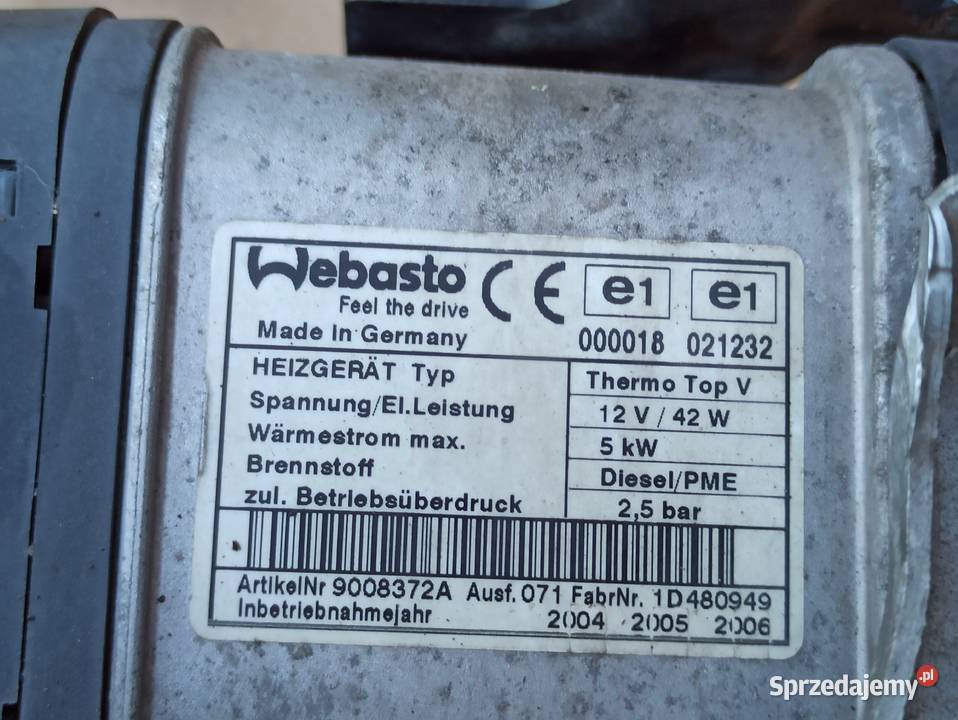 Webasto CE e1 e1
Feel the drive
Made in Germany 000018 021232
HEIZGERÄT Typ Thermo Top V
Spannung/El.Leistung 12 V / 42 W
Wärmestrom max. 5 kW
Brennstoff Diesel/PME
zul. Betriebsüberdruck 2,5 bar
ArtikelNr 9008372A Ausf. 071 FabrNr. 1D480949
Inbetriebnahmejahr 2004 2005 2006
Sprzedajemy.pl